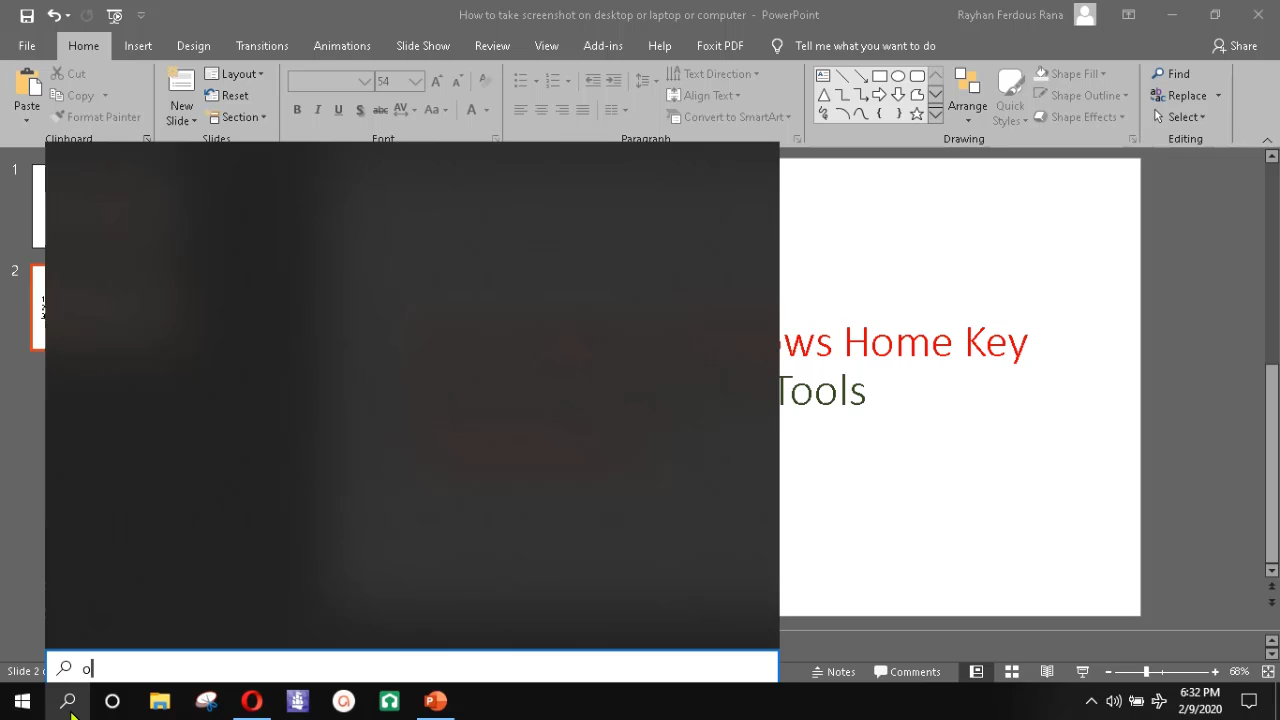 How to take screenshot on desktop or laptop or computer - PowerPoint
Rayhan Ferdous Rana
File Home Insert Design Transitions Animations Slide Show Review View Add-ins Help Foxit PDF Tell me what you want to do Share
Paste
Cut
Copy
Format Painter
Clipboard
New Slide
Layout
Reset
Section
Slides
54
B I U S abc AV Aa A
Font
Text Direction
Align Text
Convert to SmartArt
Paragraph
Arrange
Quick Styles
Shape Fill
Shape Outline
Shape Effects
Drawing
Find
Replace
Select
Editing
1
2
ows Home Key
Tools
o
Slide 2
Notes Comments 68%
6:32 PM
2/9/2020